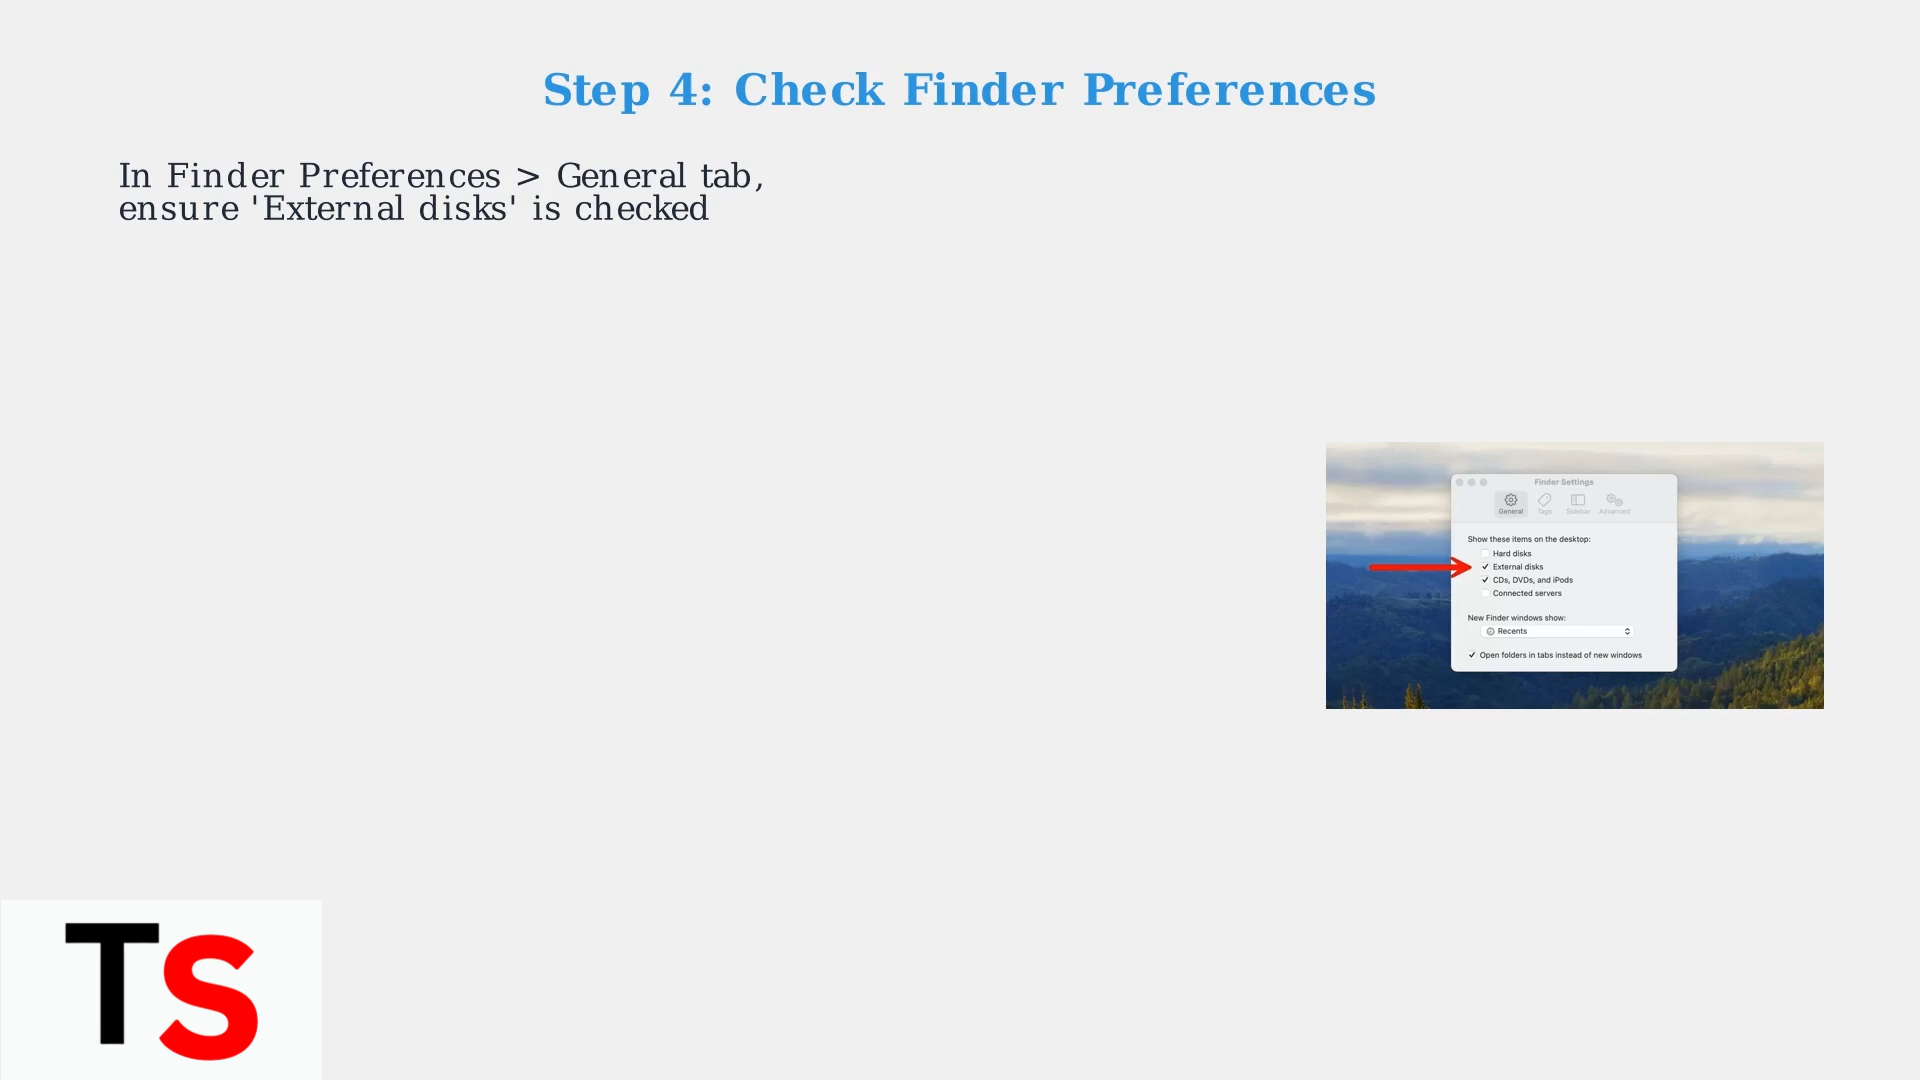 Step 4: Check Finder Preferences
In Finder Preferences > General tab,
ensure 'External disks' is checked
Finder Settings
General Tags Sidebar Advanced
Show these items on the desktop:
Hard disks
External disks
CDs, DVDs, and iPods
Connected servers
New Finder windows show:
Recents
Open folders in tabs instead of new windows
TS